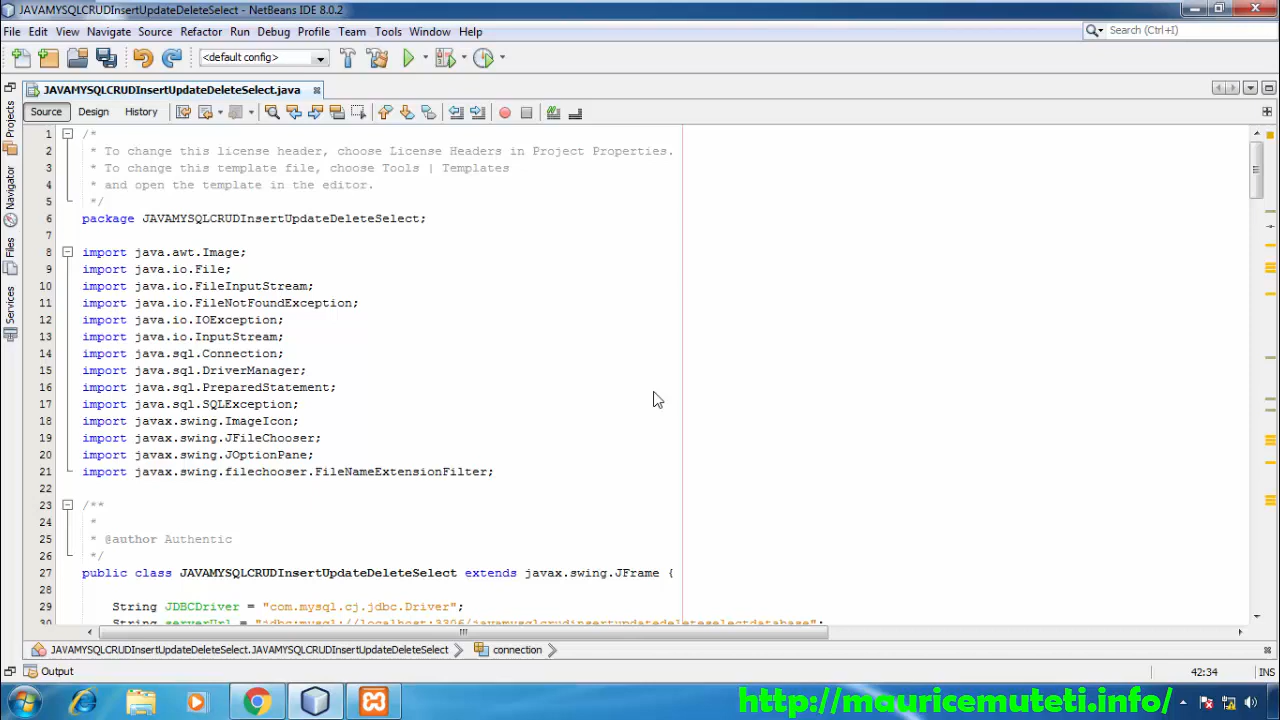 JAVAMYSQLCRUDInsertUpdateDeleteSelect - NetBeans IDE 8.0.2
File Edit View Navigate Source Refactor Run Debug Profile Team Tools Window Help
Search (Ctrl+I)
<default config>
JAVAMYSQLCRUDInsertUpdateDeleteSelect.java
Source Design History
Projects
Navigator
Files
Services
1 /*
2 * To change this license header, choose License Headers in Project Properties.
3 * To change this template file, choose Tools | Templates
4 * and open the template in the editor.
5 */
6 package JAVAMYSQLCRUDInsertUpdateDeleteSelect;
7
8 import java.awt.Image;
9 import java.io.File;
10 import java.io.FileInputStream;
11 import java.io.FileNotFoundException;
12 import java.io.IOException;
13 import java.io.InputStream;
14 import java.sql.Connection;
15 import java.sql.DriverManager;
16 import java.sql.PreparedStatement;
17 import java.sql.SQLException;
18 import javax.swing.ImageIcon;
19 import javax.swing.JFileChooser;
20 import javax.swing.JOptionPane;
21 import javax.swing.filechooser.FileNameExtensionFilter;
22
23 /**
24 *
25 * @author Authentic
26 */
27 public class JAVAMYSQLCRUDInsertUpdateDeleteSelect extends javax.swing.JFrame {
28
29 String JDBCDriver = "com.mysql.cj.jdbc.Driver";
30 String serverUrl = "jdbc:mysql://localhost:3306/javamysqlcrudinsertupdatedeleteselectdatabase";
JAVAMYSQLCRUDInsertUpdateDeleteSelect.JAVAMYSQLCRUDInsertUpdateDeleteSelect connection
Output
42:34 INS
http://mauricemuteti.info/